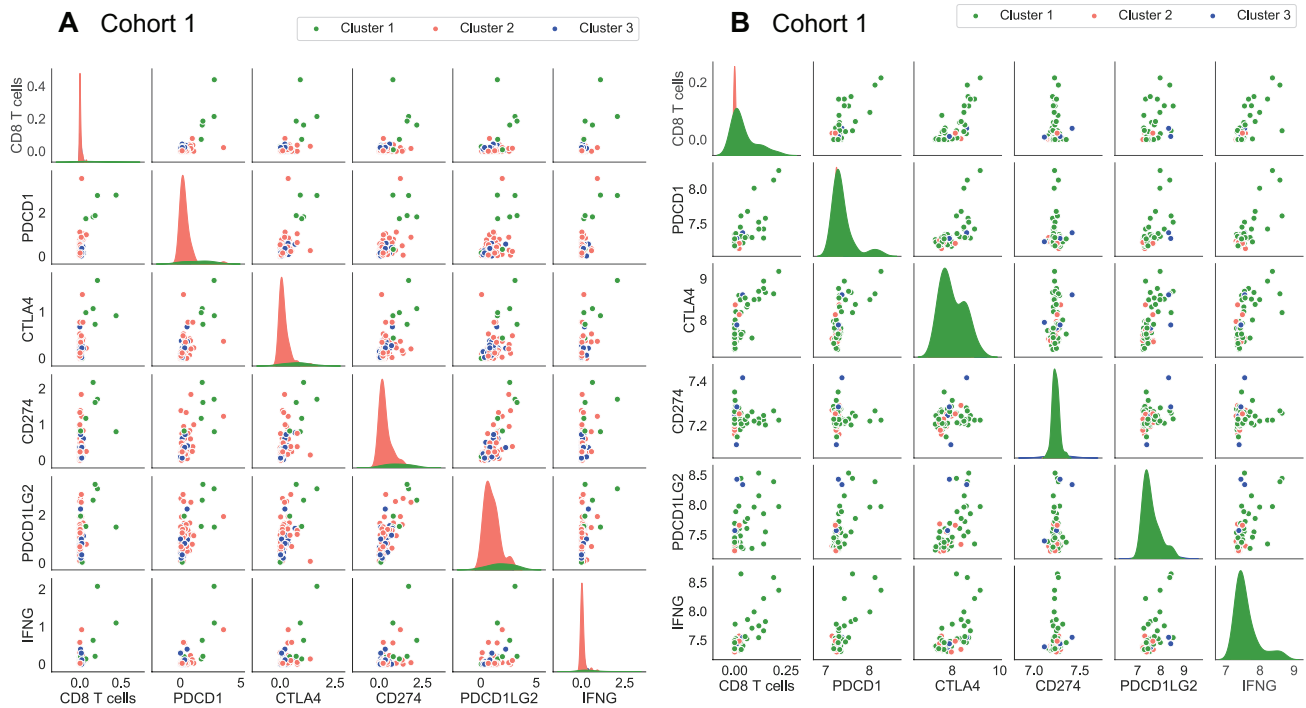 A Cohort 1
Cluster 1 Cluster 2 Cluster 3
CD8 T cells
0.4
0.2
0.0
PDCD1
2
0
CTLA4
1
0
CD274
2
1
0
PDCD1LG2
2
0
IFNG
2
1
0
0.0 0 5 0.0 2.5 0.0 2.5 0 5 0.0 2.5
CD8 T cells PDCD1 CTLA4 CD274 PDCD1LG2 IFNG
B Cohort 1
Cluster 1 Cluster 2 Cluster 3
CD8 T cells
0.2
0.0
PDCD1
8.0
7.5
CTLA4
9
8
CD274
7.4
7.2
PDCD1LG2
8.5
8.0
7.5
IFNG
8.5
8.0
7.5
0.00 0.25 7 8 8 10 7.0 7.5 7 8 9 7 8 9
CD8 T cells PDCD1 CTLA4 CD274 PDCD1LG2 IFNG